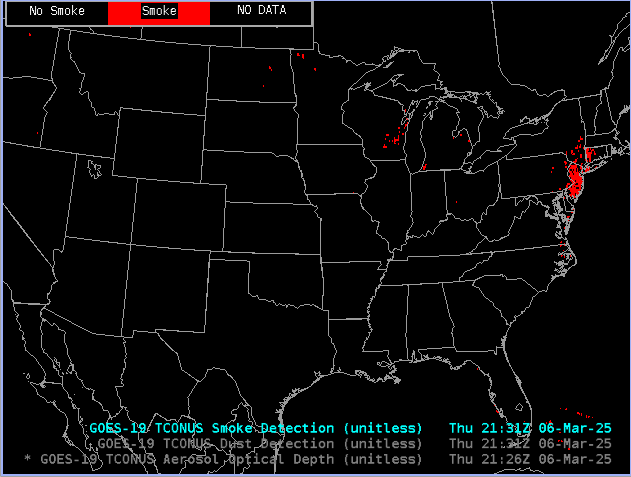 No Smoke Smoke NO DATA
GOES-19 TCONUS Smoke Detection (unitless) Thu 21:31Z 06-Mar-25
GOES-19 TCONUS Dust Detection (unitless) Thu 21:31Z 06-Mar-25
* GOES-19 TCONUS Aerosol Optical Depth (unitless) Thu 21:26Z 06-Mar-25